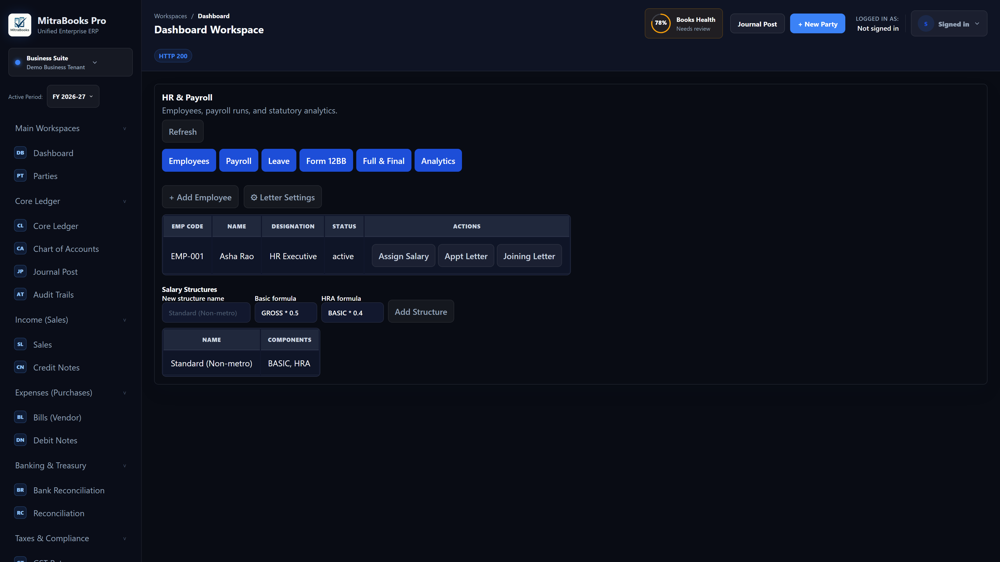 MitraBooks
MitraBooks Pro
Unified Enterprise ERP
Business Suite
Demo Business Tenant
Active Period:
FY 2026-27
Main Workspaces
v
DB
Dashboard
PT
Parties
Core Ledger
v
CL
Core Ledger
CA
Chart of Accounts
JP
Journal Post
AT
Audit Trails
Income (Sales)
v
SL
Sales
CN
Credit Notes
Expenses (Purchases)
v
BL
Bills (Vendor)
DN
Debit Notes
Banking & Treasury
v
BR
Bank Reconciliation
RC
Reconciliation
Taxes & Compliance
v
Workspaces / Dashboard
Dashboard Workspace
78%
Books Health
Needs review
Journal Post
+ New Party
LOGGED IN AS:
Not signed in
S
Signed in
HTTP 200
HR & Payroll
Employees, payroll runs, and statutory analytics.
Refresh
Employees
Payroll
Leave
Form 12BB
Full & Final
Analytics
+ Add Employee
⚙ Letter Settings
EMP CODE NAME DESIGNATION STATUS ACTIONS
EMP-001 Asha Rao HR Executive active Assign Salary Appt Letter Joining Letter
Salary Structures
New structure name Basic formula HRA formula
Standard (Non-metro) GROSS * 0.5 BASIC * 0.4 Add Structure
NAME COMPONENTS
Standard (Non-metro) BASIC, HRA